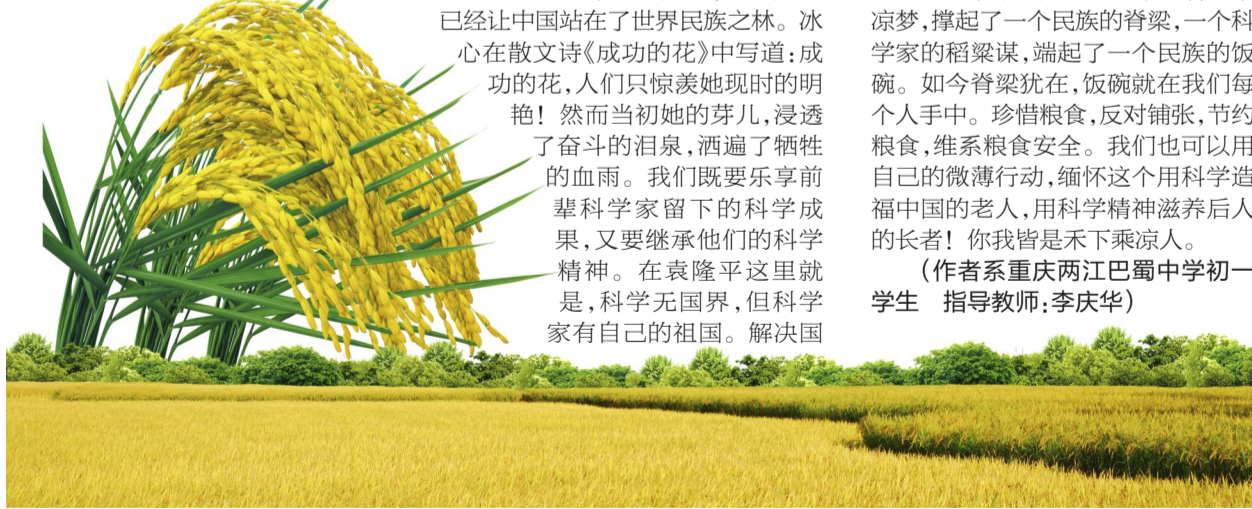 已经让中国站在了世界民族之林。冰
心在散文诗《成功的花》中写道:成
功的花,人们只惊羡她现时的明
艳!然而当初她的芽儿,浸透
了奋斗的泪泉,洒遍了牺牲
的血雨。我们既要乐享前
辈科学家留下的科学成
果,又要继承他们的科学
精神。在袁隆平这里就
是,科学无国界,但科学
家有自己的祖国。解决国
凉梦,撑起了一个民族的脊梁,一个科
学家的稻粱谋,端起了一个民族的饭
碗。如今脊梁犹在,饭碗就在我们每
个人手中。珍惜粮食,反对铺张,节约
粮食,维系粮食安全。我们也可以用
自己的微薄行动,缅怀这个用科学造
福中国的老人,用科学精神滋养后人
的长者!你我皆是禾下乘凉人。
(作者系重庆两江巴蜀中学初一
学生 指导教师:李庆华)